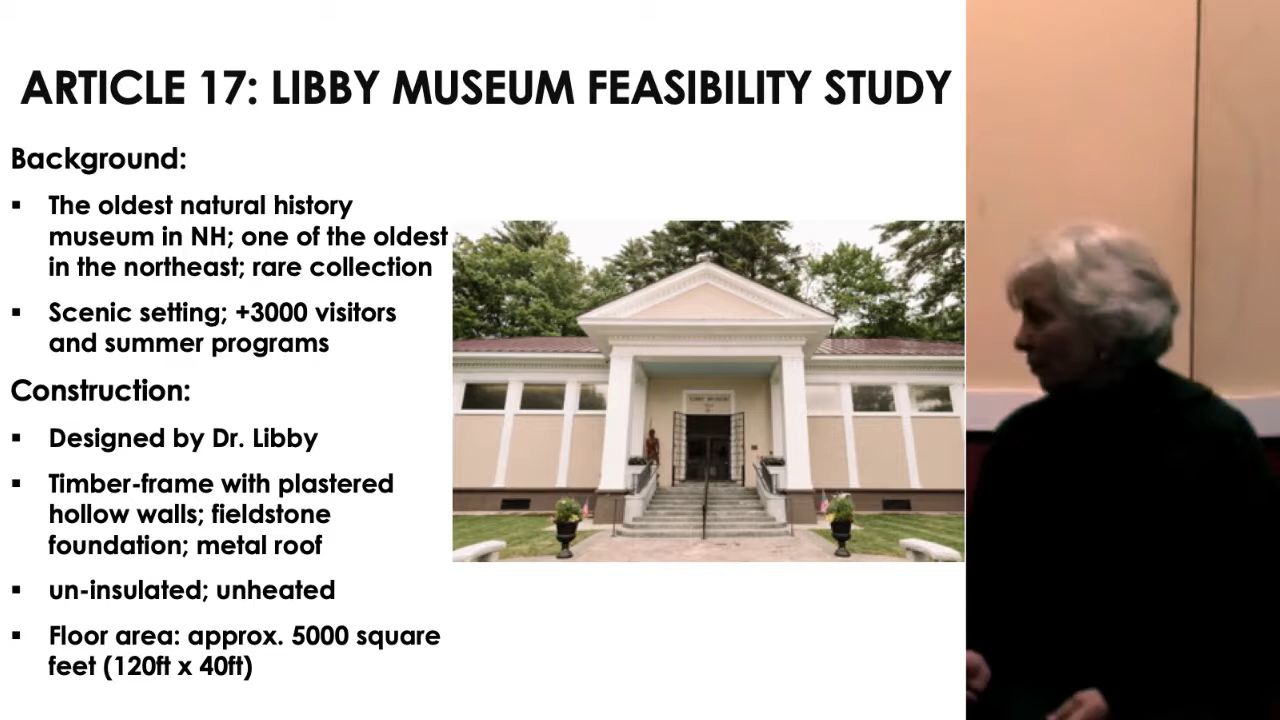 ARTICLE 17: LIBBY MUSEUM FEASIBILITY STUDY
Background:
▪ The oldest natural history
museum in NH; one of the oldest
in the northeast; rare collection
▪ Scenic setting; +3000 visitors
and summer programs
Construction:
▪ Designed by Dr. Libby
▪ Timber-frame with plastered
hollow walls; fieldstone
foundation; metal roof
▪ un-insulated; unheated
▪ Floor area: approx. 5000 square
feet (120ft x 40ft)
LIBBY MUSEUM